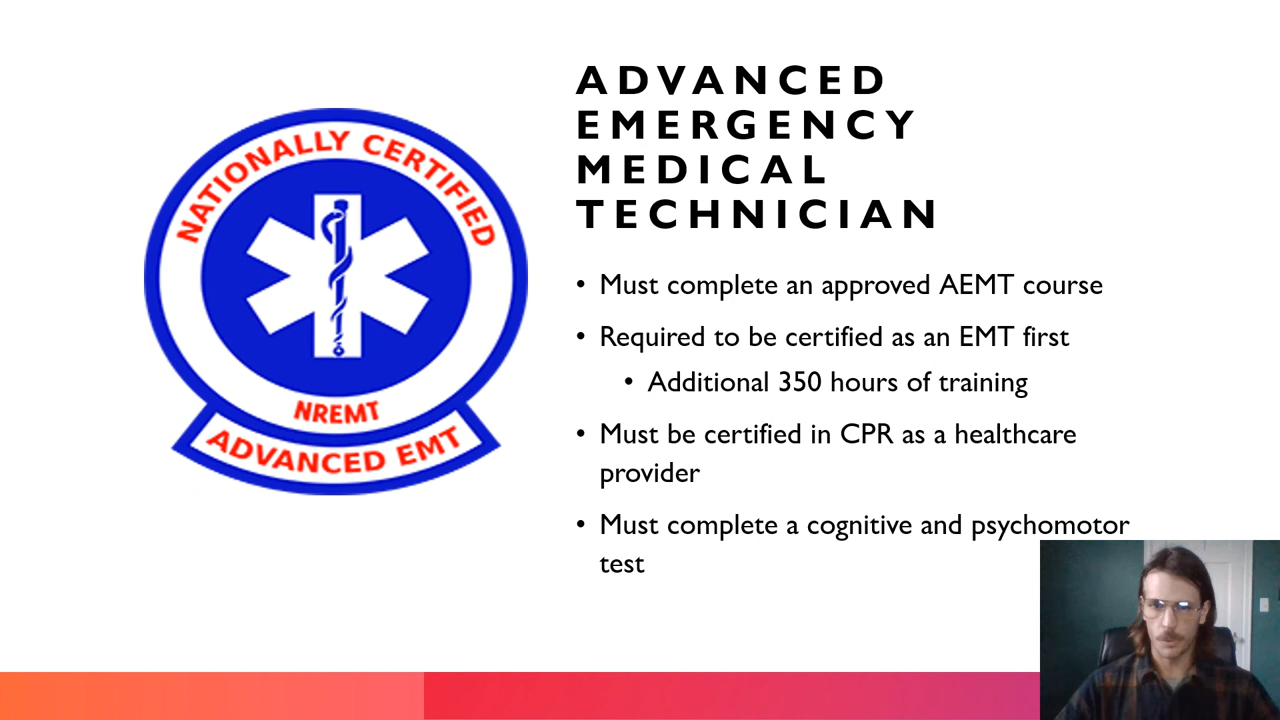 NATIONALLY CERTIFIED
NREMT
ADVANCED EMT
ADVANCED
EMERGENCY
MEDICAL
TECHNICIAN
• Must complete an approved AEMT course
• Required to be certified as an EMT first
• Additional 350 hours of training
• Must be certified in CPR as a healthcare
provider
• Must complete a cognitive and psychomotor
test